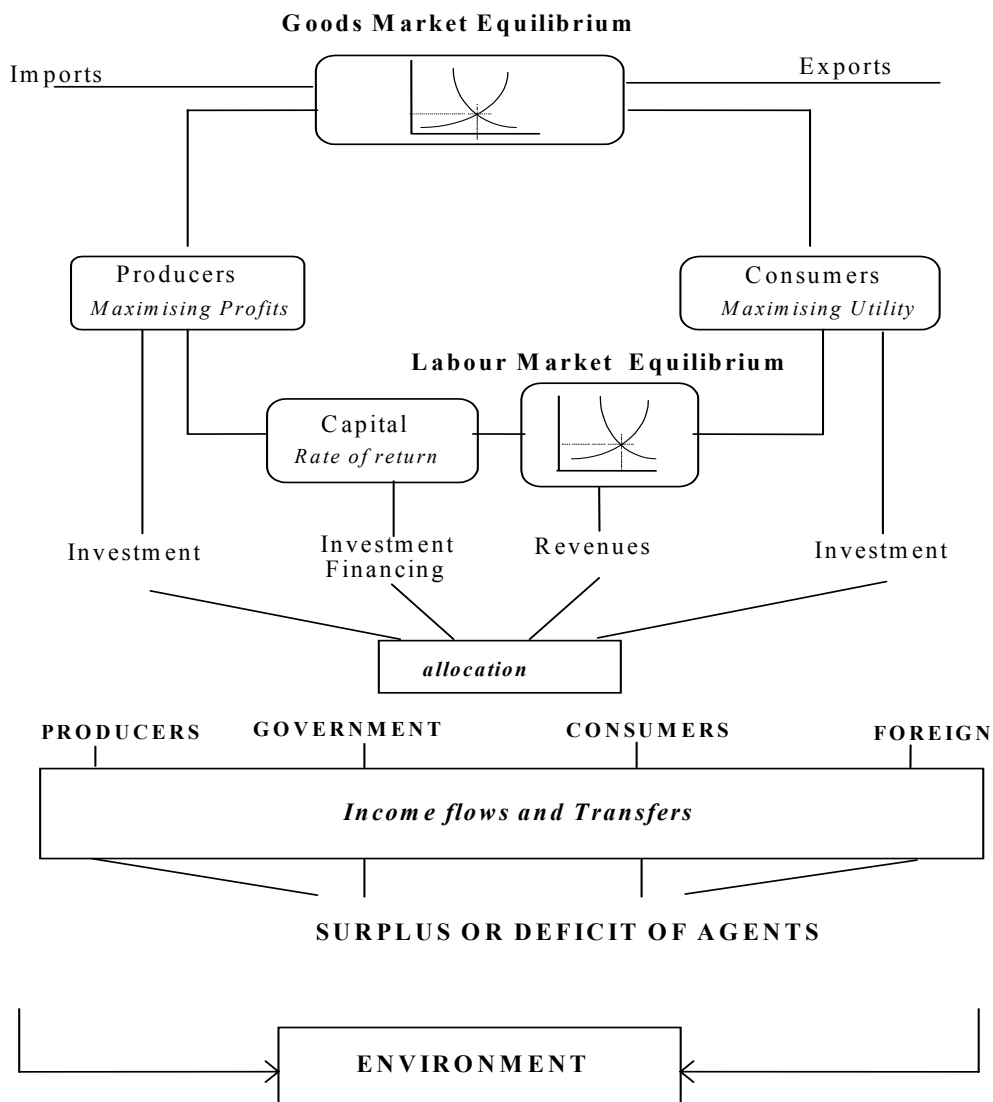 Goods Market Equilibrium
Imports
Exports
Producers
Maximising Profits
Consumers
Maximising Utility
Labour Market Equilibrium
Capital
Rate of return
Investment
Investment
Financing
Revenues
Investment
allocation
PRODUCERS
GOVERNMENT
CONSUMERS
FOREIGN
Income flows and Transfers
SURPLUS OR DEFICIT OF AGENTS
ENVIRONMENT